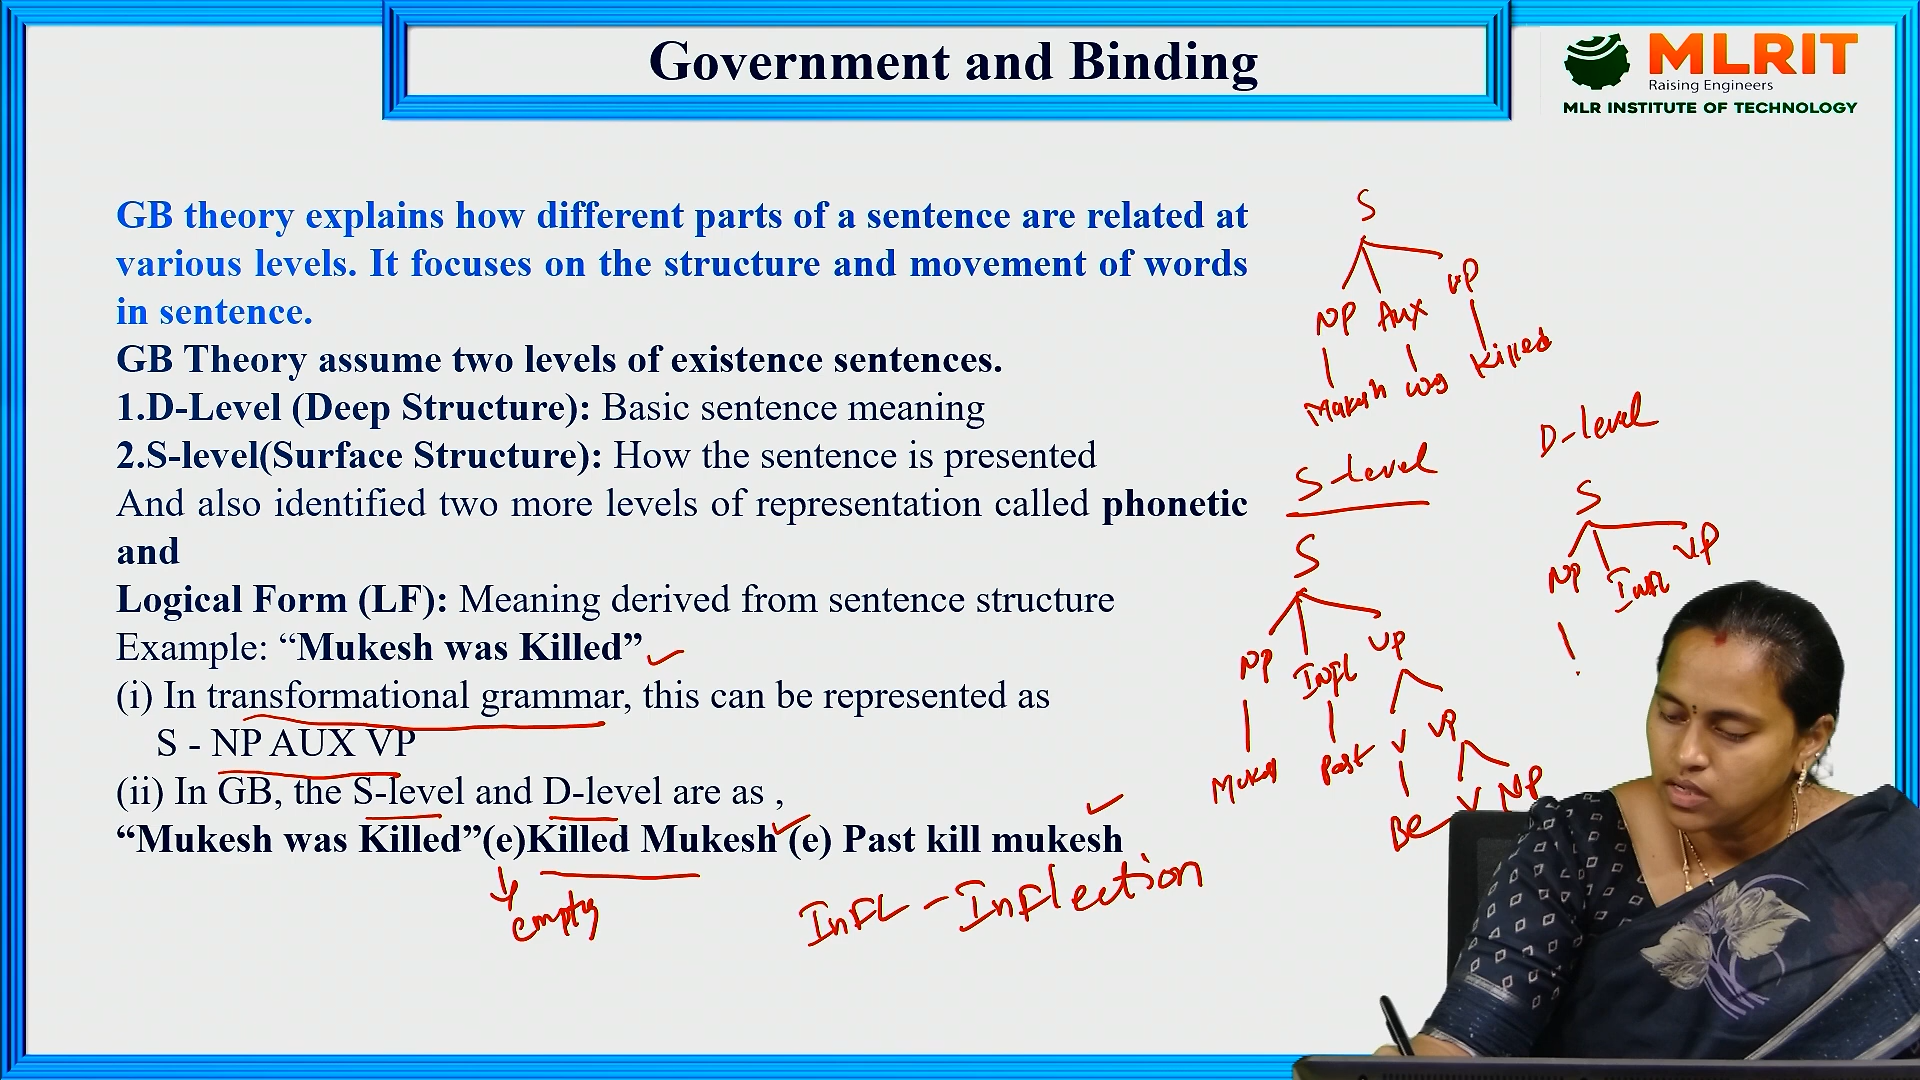 Government and Binding
MLRIT
Raising Engineers
MLR INSTITUTE OF TECHNOLOGY
GB theory explains how different parts of a sentence are related at
various levels. It focuses on the structure and movement of words
in sentence.
GB Theory assume two levels of existence sentences.
1.D-Level (Deep Structure): Basic sentence meaning
2.S-level(Surface Structure): How the sentence is presented
And also identified two more levels of representation called phonetic
and
Logical Form (LF): Meaning derived from sentence structure
Example: “Mukesh was Killed”
(i) In transformational grammar, this can be represented as
S - NP AUX VP
(ii) In GB, the S-level and D-level are as ,
“Mukesh was Killed”(e)Killed Mukesh (e) Past kill mukesh
empty
INFL - Inflection
S
NP AUX VP
Mukesh was Killed
S-level
S
NP INFL VP
V VP
Past
V NP
Be
D-level
S
NP INFL VP